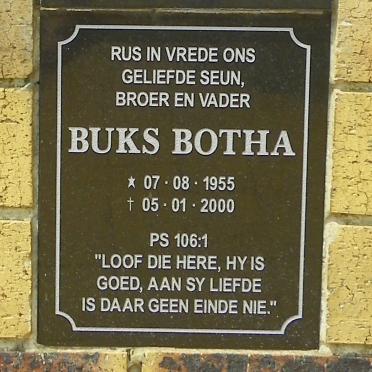 RUS IN VREDE ONS
GELIEFDE SEUN,
BROER EN VADER
BUKS BOTHA
★ 07 · 08 · 1955
† 05 · 01 · 2000
PS 106:1
"LOOF DIE HERE, HY IS
GOED, AAN SY LIEFDE
IS DAAR GEEN EINDE NIE."